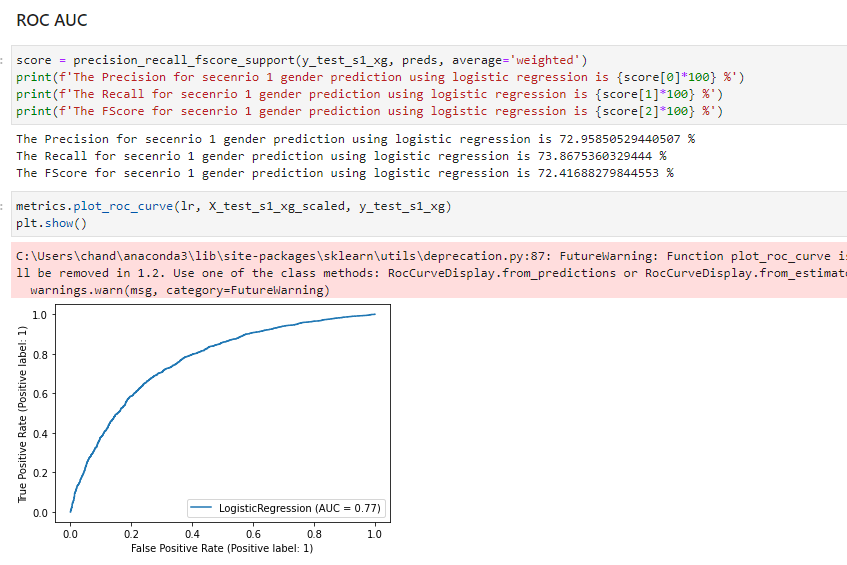 ROC AUC
score = precision_recall_fscore_support(y_test_s1_xg, preds, average='weighted')
print(f'The Precision for secenrio 1 gender prediction using logistic regression is {score[0]*100} %')
print(f'The Recall for secenrio 1 gender prediction using logistic regression is {score[1]*100} %')
print(f'The FScore for secenrio 1 gender prediction using logistic regression is {score[2]*100} %')
The Precision for secenrio 1 gender prediction using logistic regression is 72.95850529440507 %
The Recall for secenrio 1 gender prediction using logistic regression is 73.8675360329444 %
The FScore for secenrio 1 gender prediction using logistic regression is 72.41688279844553 %
metrics.plot_roc_curve(lr, X_test_s1_xg_scaled, y_test_s1_xg)
plt.show()
C:\Users\chand\anaconda3\lib\site-packages\sklearn\utils\deprecation.py:87: FutureWarning: Function plot_roc_curve is
ll be removed in 1.2. Use one of the class methods: RocCurveDisplay.from_predictions or RocCurveDisplay.from_estimat
warnings.warn(msg, category=FutureWarning)
True Positive Rate (Positive label: 1)
1.0
0.8
0.6
0.4
0.2
0.0
LogisticRegression (AUC = 0.77)
0.0 0.2 0.4 0.6 0.8 1.0
False Positive Rate (Positive label: 1)